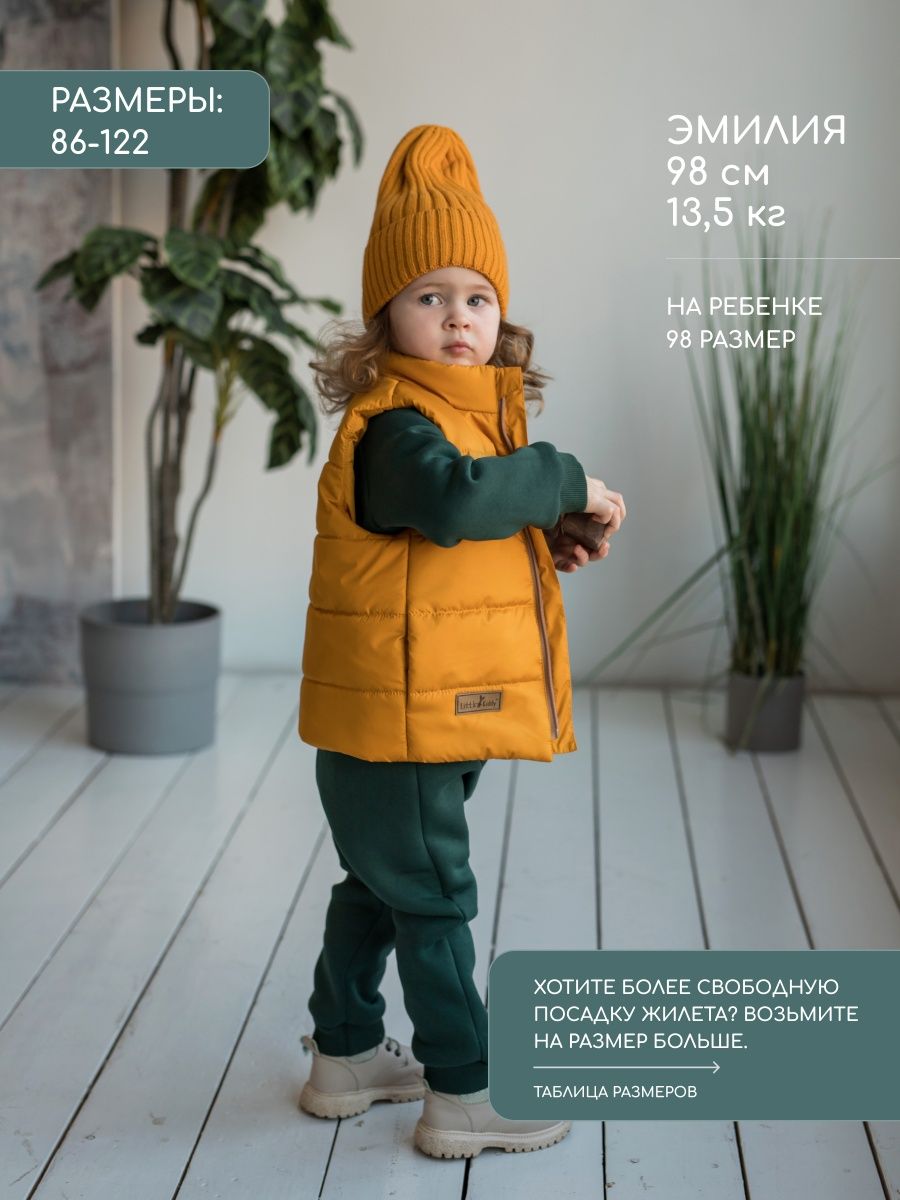 РАЗМЕРЫ:
86-122
ЭМИЛИЯ
98 см
13,5 кг
НА РЕБЕНКЕ
98 РАЗМЕР
Little Kiddy
ХОТИТЕ БОЛЕЕ СВОБОДНУЮ
ПОСАДКУ ЖИЛЕТА? ВОЗЬМИТЕ
НА РАЗМЕР БОЛЬШЕ.
ТАБЛИЦА РАЗМЕРОВ